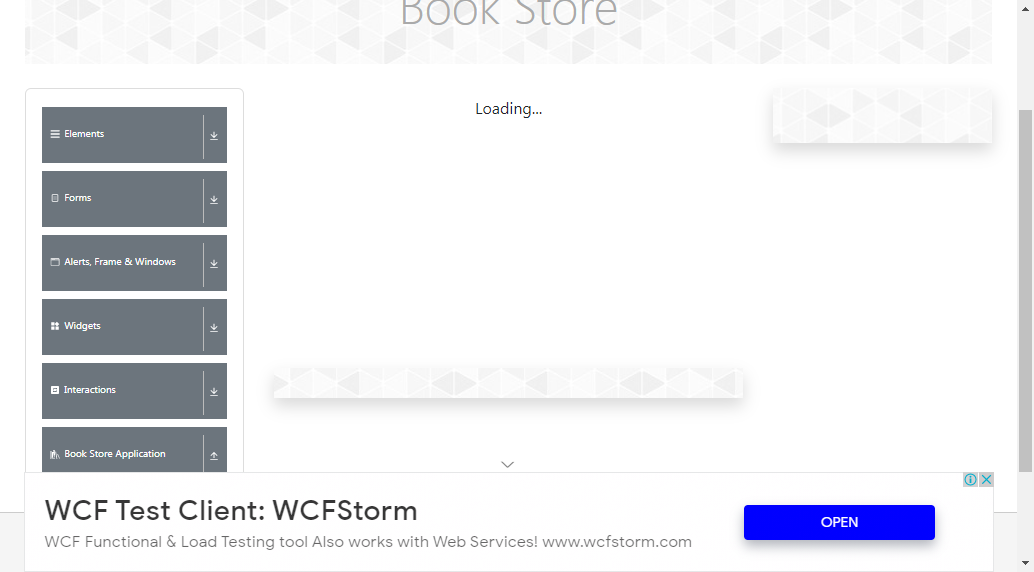 Book Store
Loading...
Elements
Forms
Alerts, Frame & Windows
Widgets
Interactions
Book Store Application
WCF Test Client: WCFStorm
WCF Functional & Load Testing tool Also works with Web Services! www.wcfstorm.com
OPEN